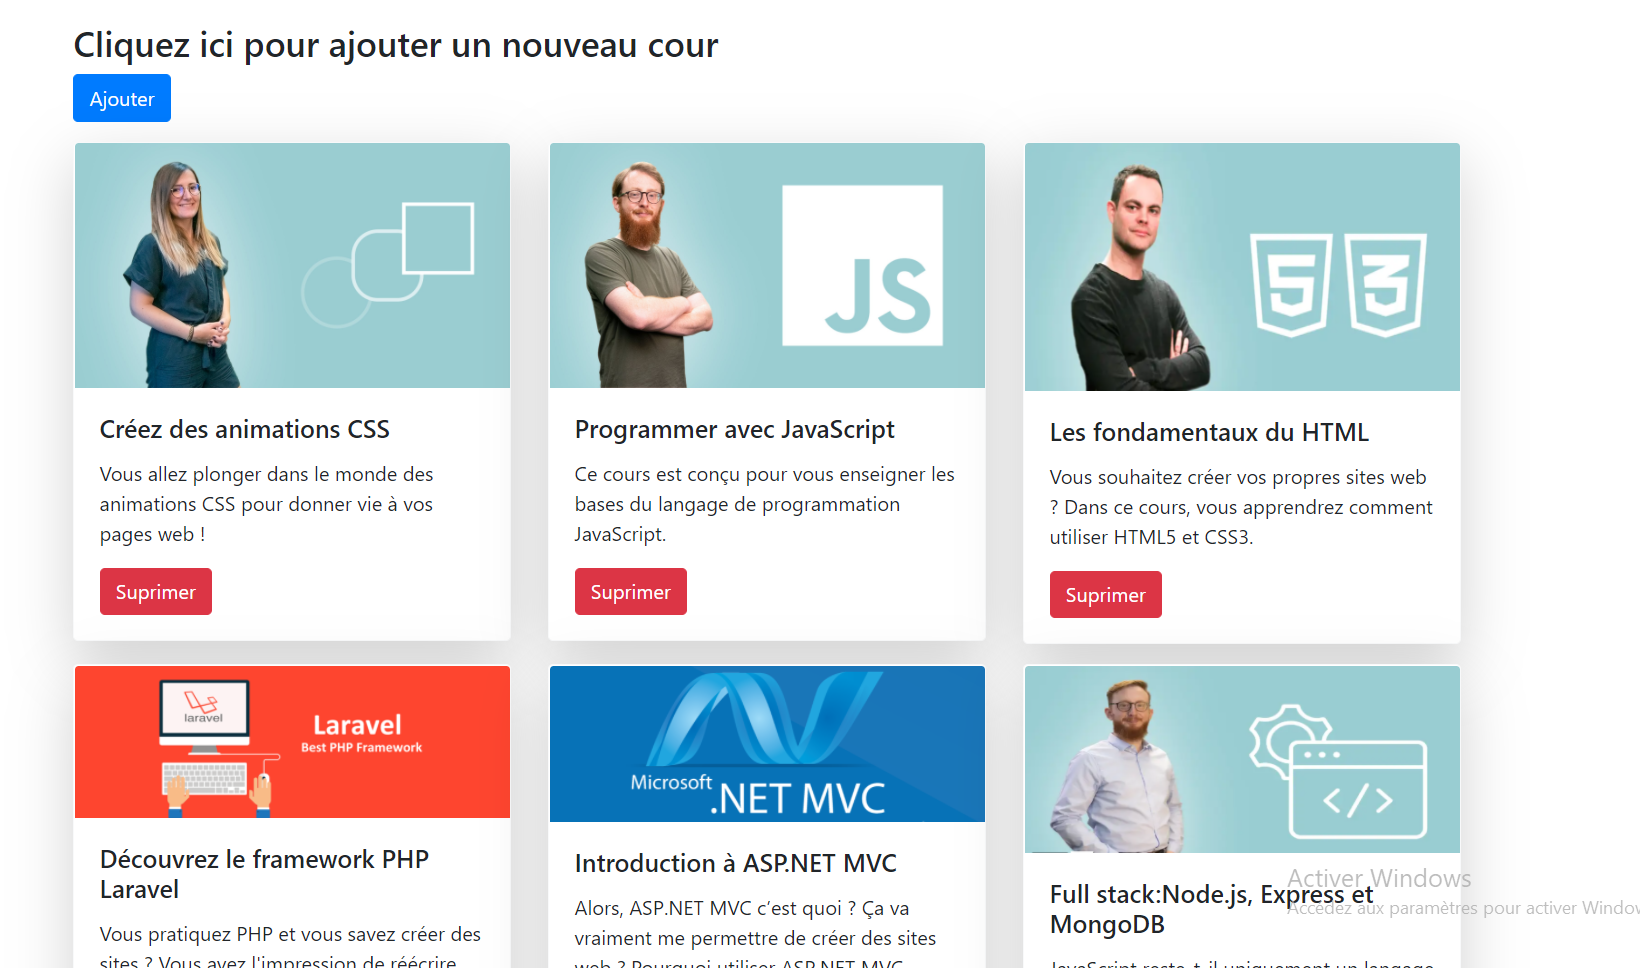 Cliquez ici pour ajouter un nouveau cour
Ajouter
JS
5 3
Créez des animations CSS
Vous allez plonger dans le monde des
animations CSS pour donner vie à vos
pages web !
Suprimer
Programmer avec JavaScript
Ce cours est conçu pour vous enseigner les
bases du langage de programmation
JavaScript.
Suprimer
Les fondamentaux du HTML
Vous souhaitez créer vos propres sites web
? Dans ce cours, vous apprendrez comment
utiliser HTML5 et CSS3.
Suprimer
laravel
Laravel
Best PHP Framework
Découvrez le framework PHP
Laravel
Vous pratiquez PHP et vous savez créer des
sites ? Vous avez l'impression de réécrire
Microsoft
.NET MVC
Introduction à ASP.NET MVC
Alors, ASP.NET MVC c’est quoi ? Ça va
vraiment me permettre de créer des sites
web ? Pourquoi utiliser ASP.NET MVC
</>
Full stack:Node.js, Express et
MongoDB
JavaScript reste-t-il uniquement un langage
Activer Windows
Accédez aux paramètres pour activer Window